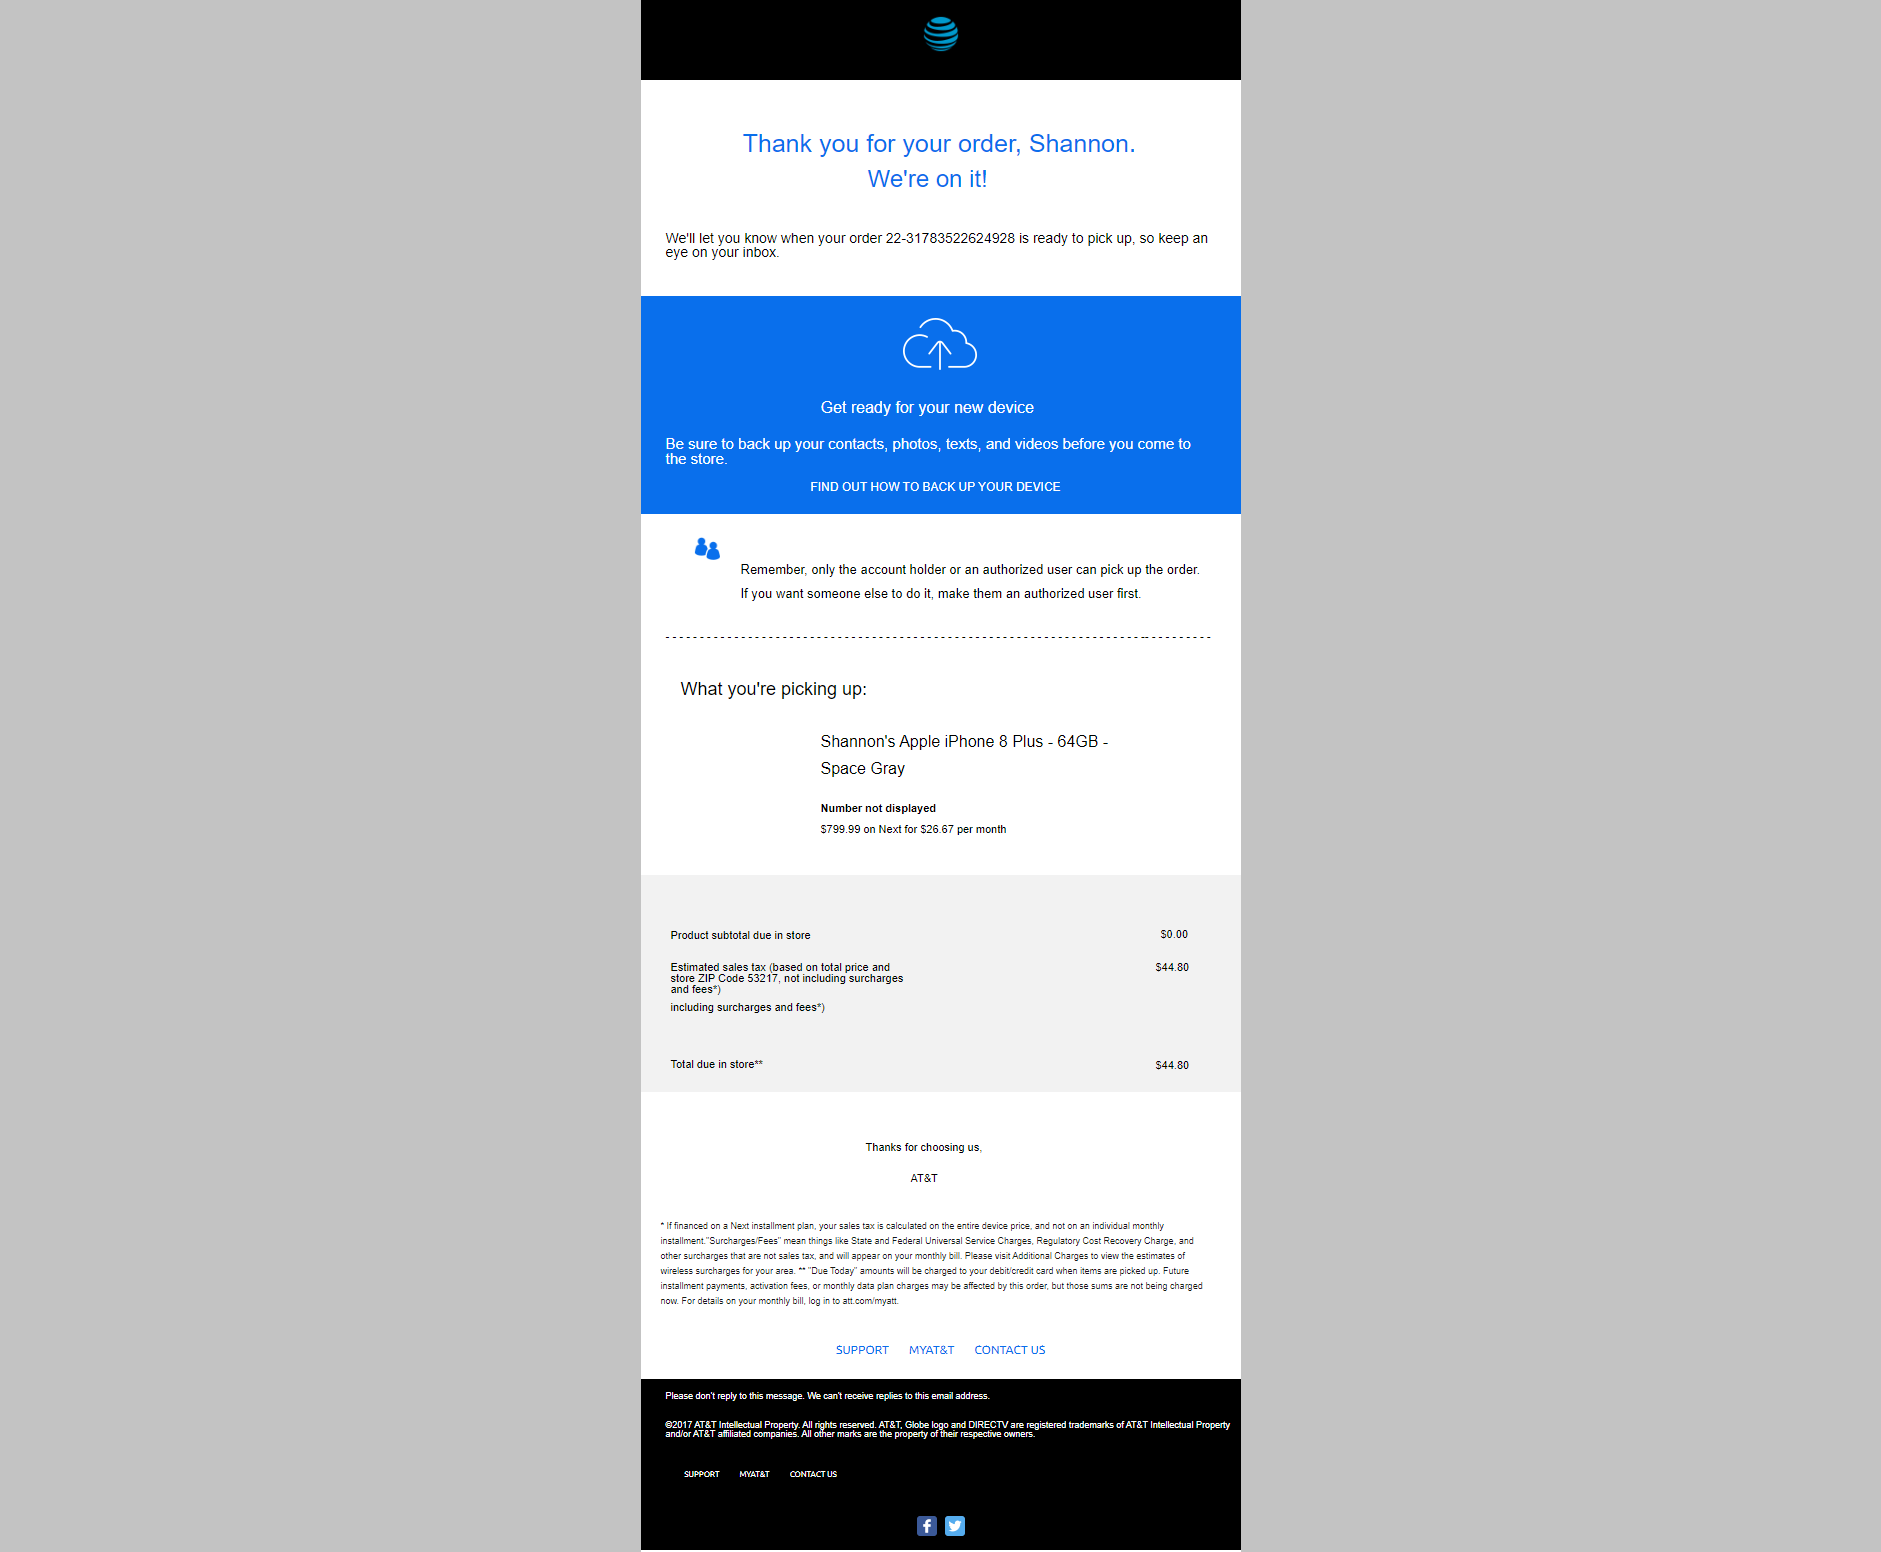 Thank you for your order, Shannon.
We're on it!
We'll let you know when your order 22-31783522624928 is ready to pick up, so keep an
eye on your inbox.
Get ready for your new device
Be sure to back up your contacts, photos, texts, and videos before you come to
the store.
FIND OUT HOW TO BACK UP YOUR DEVICE
Remember, only the account holder or an authorized user can pick up the order.
If you want someone else to do it, make them an authorized user first.
What you're picking up:
Shannon's Apple iPhone 8 Plus - 64GB -
Space Gray
Number not displayed
$799.99 on Next for $26.67 per month
Product subtotal due in store $0.00
Estimated sales tax (based on total price and $44.80
store ZIP Code 53217, not including surcharges
and fees*)
including surcharges and fees*)
Total due in store** $44.80
Thanks for choosing us,
AT&T
* If financed on a Next installment plan, your sales tax is calculated on the entire device price, and not on an individual monthly
installment."Surcharges/Fees" mean things like State and Federal Universal Service Charges, Regulatory Cost Recovery Charge, and
other surcharges that are not sales tax, and will appear on your monthly bill. Please visit Additional Charges to view the estimates of
wireless surcharges for your area. ** "Due Today" amounts will be charged to your debit/credit card when items are picked up. Future
installment payments, activation fees, or monthly data plan charges may be affected by this order, but those sums are not being charged
now. For details on your monthly bill, log in to att.com/myatt.
SUPPORT MYAT&T CONTACT US
Please don't reply to this message. We can't receive replies to this email address.
©2017 AT&T Intellectual Property. All rights reserved. AT&T, Globe logo and DIRECTV are registered trademarks of AT&T Intellectual Property
and/or AT&T affiliated companies. All other marks are the property of their respective owners.
SUPPORT MYAT&T CONTACT US